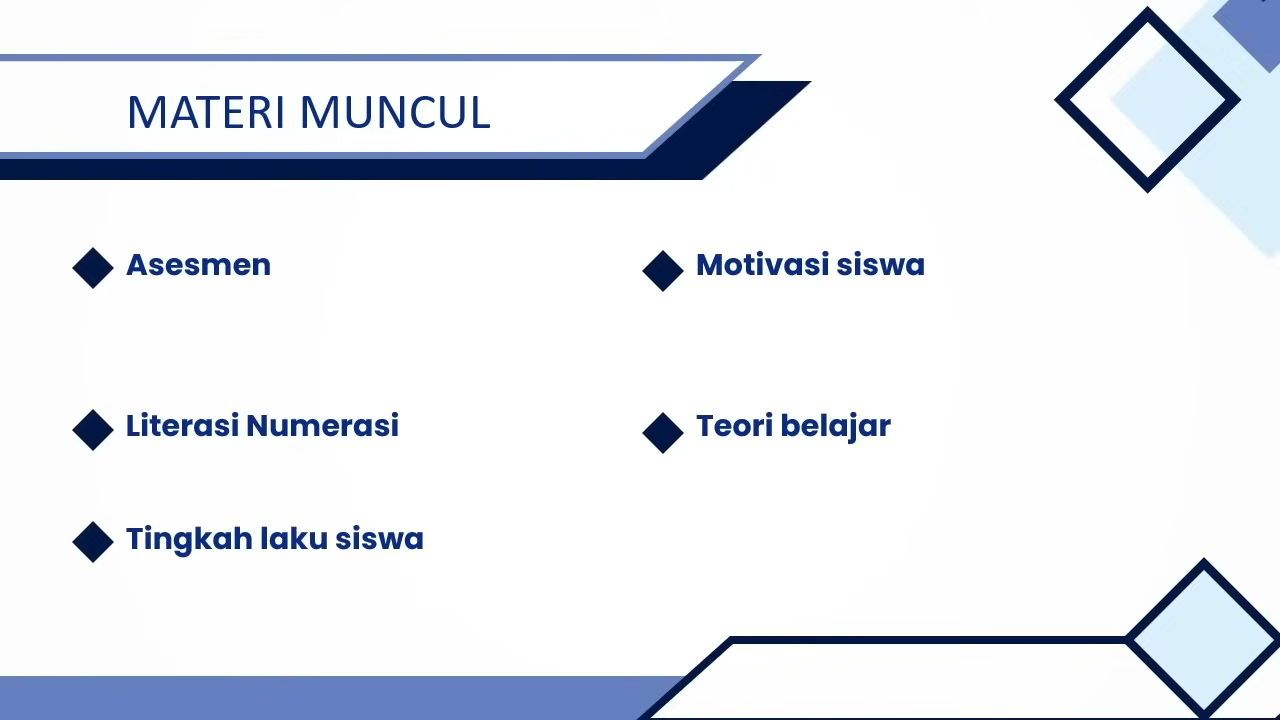 MATERI MUNCUL
Asesmen
Motivasi siswa
Literasi Numerasi
Teori belajar
Tingkah laku siswa